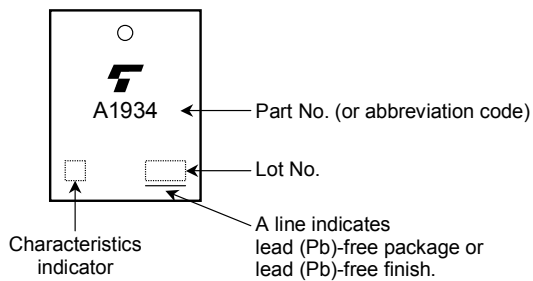 A1934
Part No. (or abbreviation code)
Lot No.
A line indicates
lead (Pb)-free package or
lead (Pb)-free finish.
Characteristics
indicator